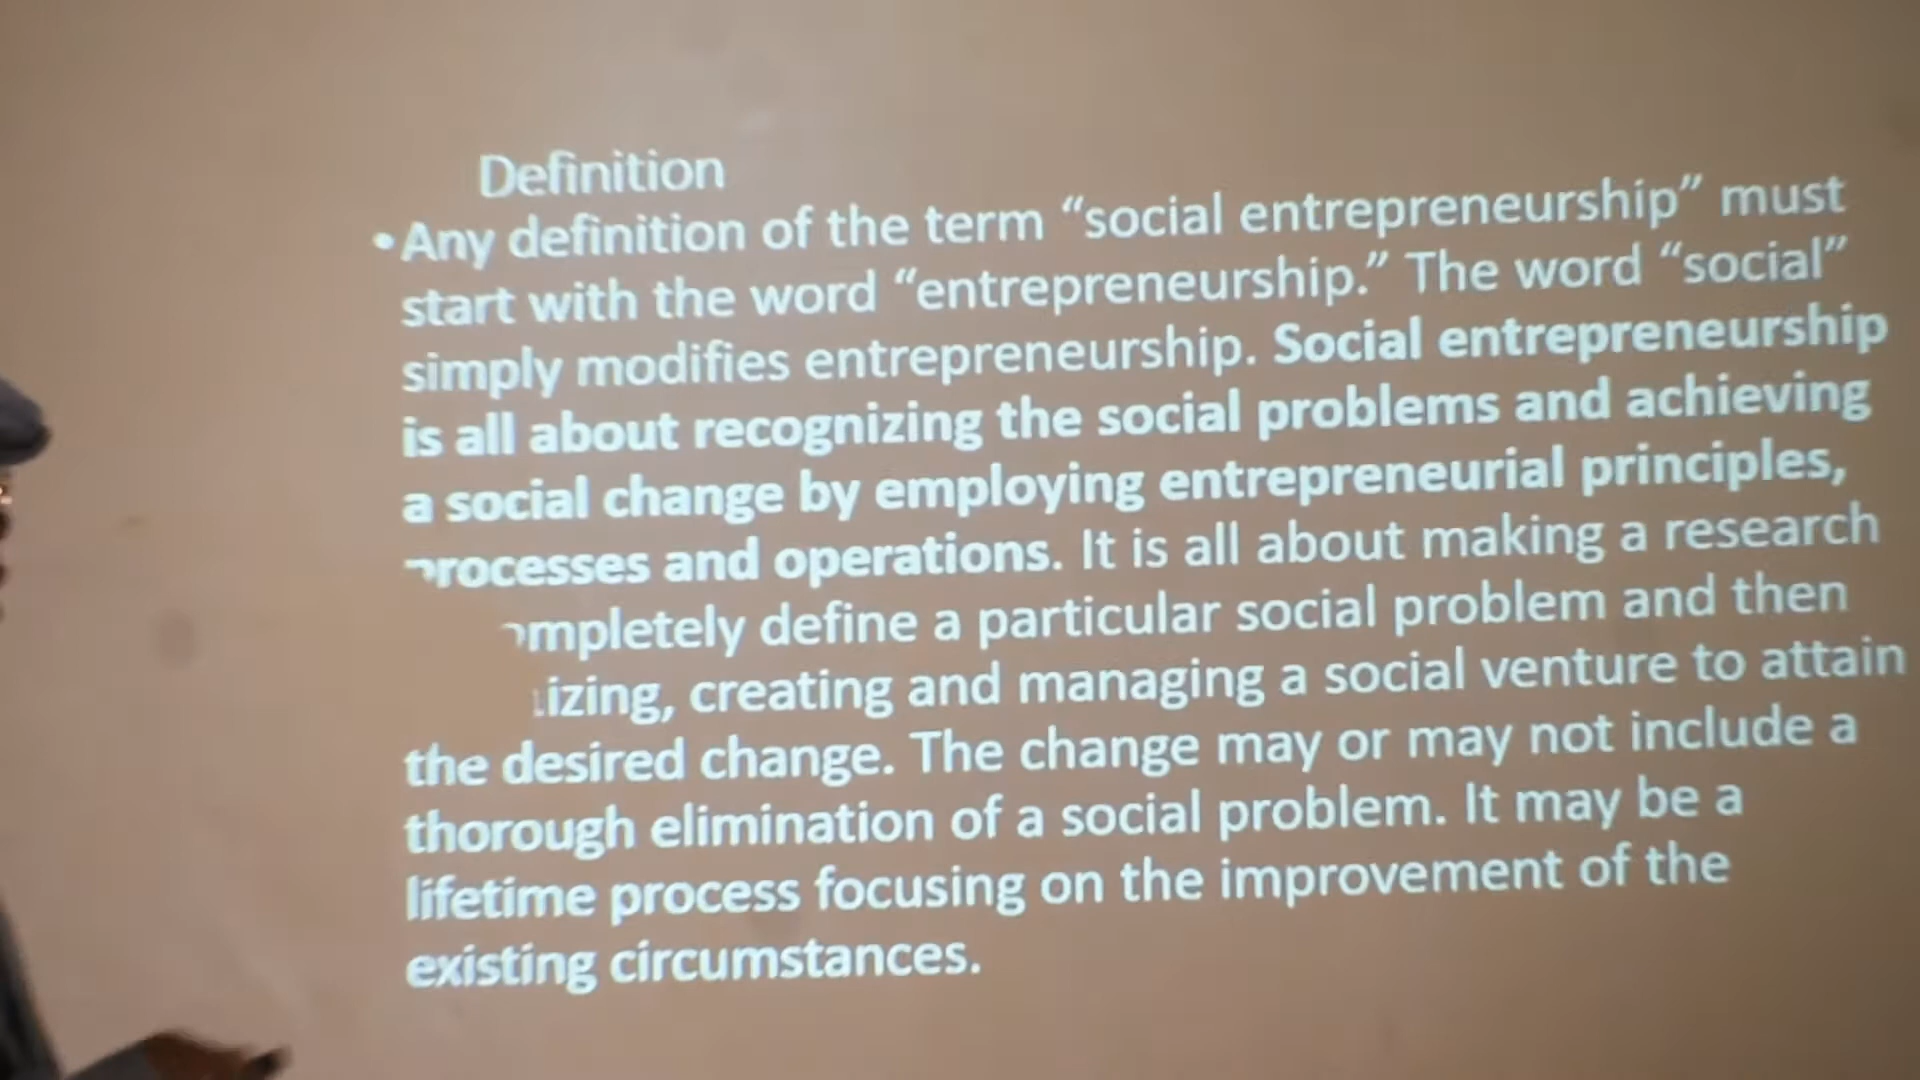 Definition
• Any definition of the term “social entrepreneurship” must
start with the word “entrepreneurship.” The word “social”
simply modifies entrepreneurship. Social entrepreneurship
is all about recognizing the social problems and achieving
a social change by employing entrepreneurial principles,
processes and operations. It is all about making a research
define a particular social problem and then
creating and managing a social venture to attain
the desired change. The change may or may not include a
thorough elimination of a social problem. It may be a
lifetime process focusing on the improvement of the
existing circumstances.